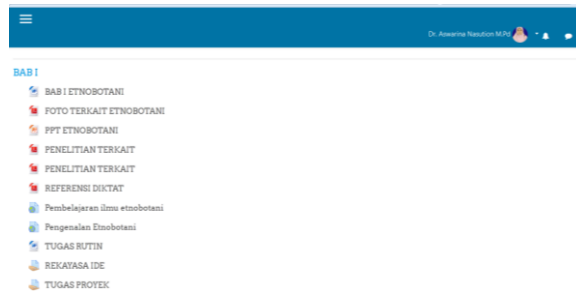 Dr. Aswarina Nasution M.Pd
BAB I
BAB I ETNOBOTANI
FOTO TERKAIT ETNOBOTANI
PPT ETNOBOTANI
PENELITIAN TERKAIT
PENELITIAN TERKAIT
REFERENSI DIKTAT
Pembelajaran ilmu etnobotani
Pengenalan Etnobotani
TUGAS RUTIN
REKAYASA IDE
TUGAS PROYEK